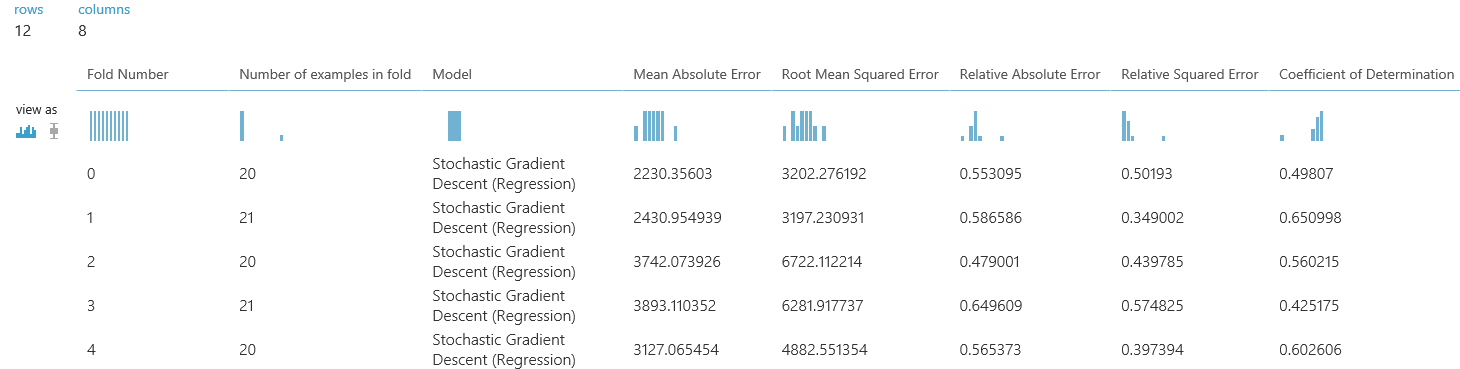 rows columns
12 8
Fold Number Number of examples in fold Model Mean Absolute Error Root Mean Squared Error Relative Absolute Error Relative Squared Error Coefficient of Determination
view as
0 20 Stochastic Gradient Descent (Regression) 2230.35603 3202.276192 0.553095 0.50193 0.49807
1 21 Stochastic Gradient Descent (Regression) 2430.954939 3197.230931 0.586586 0.349002 0.650998
2 20 Stochastic Gradient Descent (Regression) 3742.073926 6722.112214 0.479001 0.439785 0.560215
3 21 Stochastic Gradient Descent (Regression) 3893.110352 6281.917737 0.649609 0.574825 0.425175
4 20 Stochastic Gradient Descent (Regression) 3127.065454 4882.551354 0.565373 0.397394 0.602606